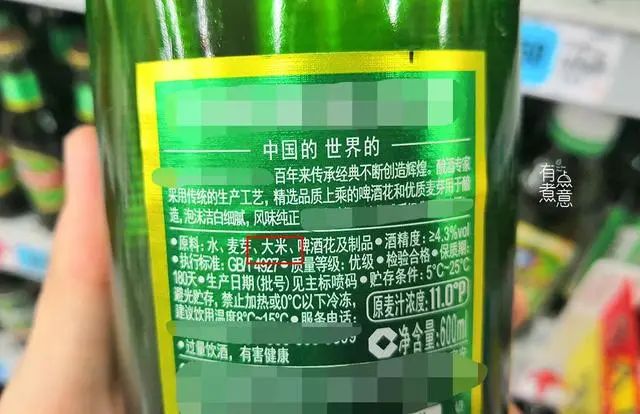 中国的 世界的
百年来传承经典不断创造辉煌。酿酒专家
采用传统的生产工艺，精选品质上乘的啤酒花和优质麦芽用于酿
造，泡沫洁白细腻，风味纯正
•原料：水、麦芽、大米、啤酒花及制品•酒精度：≥4.3%vol
•执行标准：GB/T 4927•质量等级：优级•检验合格•保质期：
180天•生产日期（批号）见主标喷码•贮存条件：5℃~25℃
避光贮存，禁止加热或0℃以下冷冻，
建议饮用温度8℃~15℃•服务电话：
原麦汁浓度：11.0°P
净含量：600ml
•过量饮酒，有害健康
有点
煮意